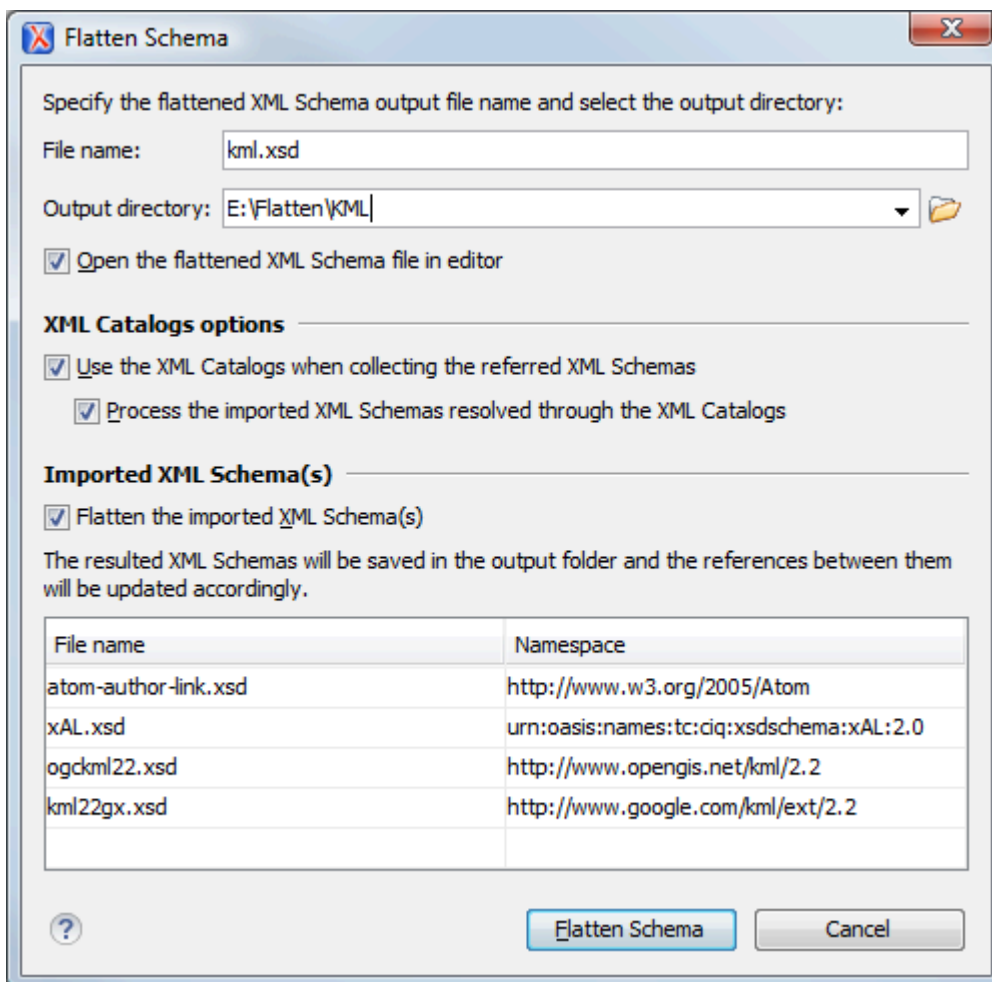 Flatten Schema
Specify the flattened XML Schema output file name and select the output directory:
File name: kml.xsd
Output directory: E:\Flatten\KML
Open the flattened XML Schema file in editor
XML Catalogs options
Use the XML Catalogs when collecting the referred XML Schemas
Process the imported XML Schemas resolved through the XML Catalogs
Imported XML Schema(s)
Flatten the imported XML Schema(s)
The resulted XML Schemas will be saved in the output folder and the references between them
will be updated accordingly.
File name Namespace
atom-author-link.xsd http://www.w3.org/2005/Atom
xAL.xsd urn:oasis:names:tc:ciq:xsdschema:xAL:2.0
ogckml22.xsd http://www.opengis.net/kml/2.2
kml22gx.xsd http://www.google.com/kml/ext/2.2
? Flatten Schema Cancel